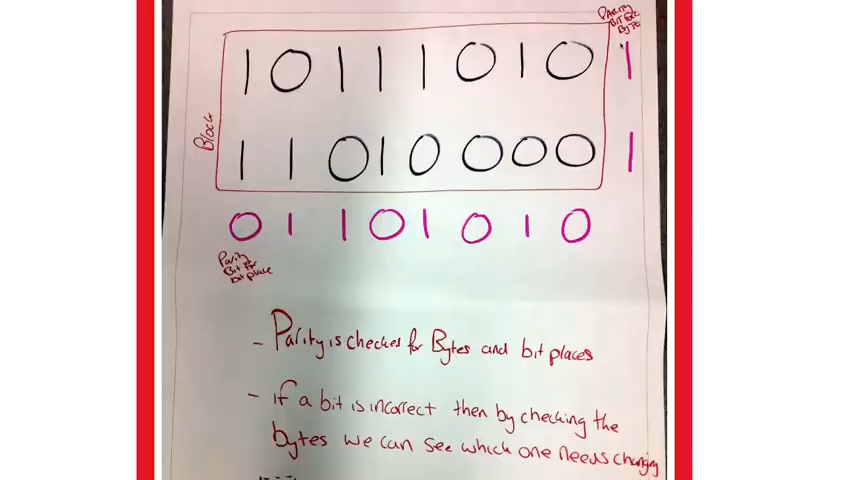 Parity
Bit for
Byte
1 0 1 1 1 0 1 0 1
Block
1 1 0 1 0 0 0 0 1
0 1 1 0 1 0 1 0
Parity
Bit for
bit place
- Parity is checked for Bytes and bit places
- if a bit is incorrect then by checking the
bytes we can see which one needs changing